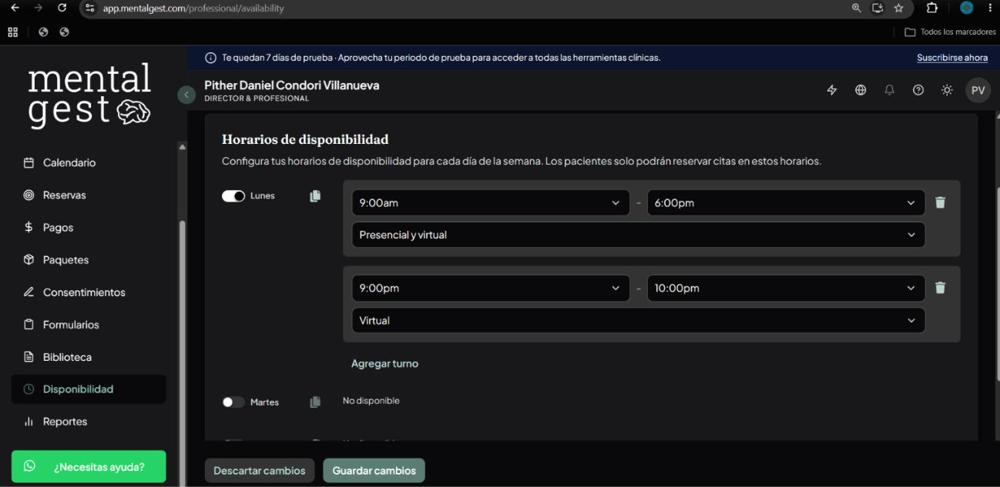 app.mentalgest.com/professional/availability
Todos los marcadores
mental
gest
Te quedan 7 días de prueba · Aprovecha tu periodo de prueba para acceder a todas las herramientas clínicas.
Suscribirse ahora
Pither Daniel Condori Villanueva
DIRECTOR & PROFESIONAL
PV
Calendario
Reservas
Pagos
Paquetes
Consentimientos
Formularios
Biblioteca
Disponibilidad
Reportes
¿Necesitas ayuda?
Horarios de disponibilidad
Configura tus horarios de disponibilidad para cada día de la semana. Los pacientes solo podrán reservar citas en estos horarios.
Lunes
9:00am - 6:00pm
Presencial y virtual
9:00pm - 10:00pm
Virtual
Agregar turno
Martes
No disponible
Descartar cambios
Guardar cambios